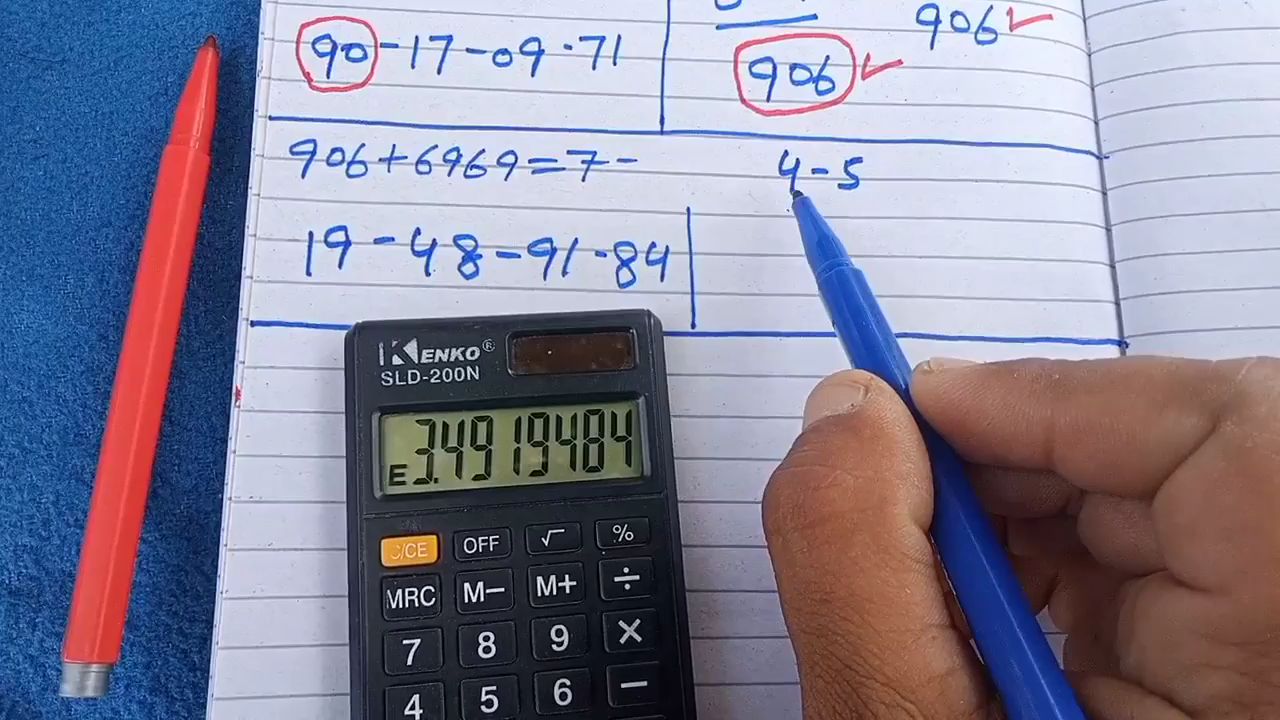 906
90-17-09.71
906
906+6969=7-
4-5
19-48-91.84
KENKO®
SLD-200N
E3.4919484
C/CE OFF √ %
MRC M− M+ ÷
7 8 9 ×
4 5 6 −